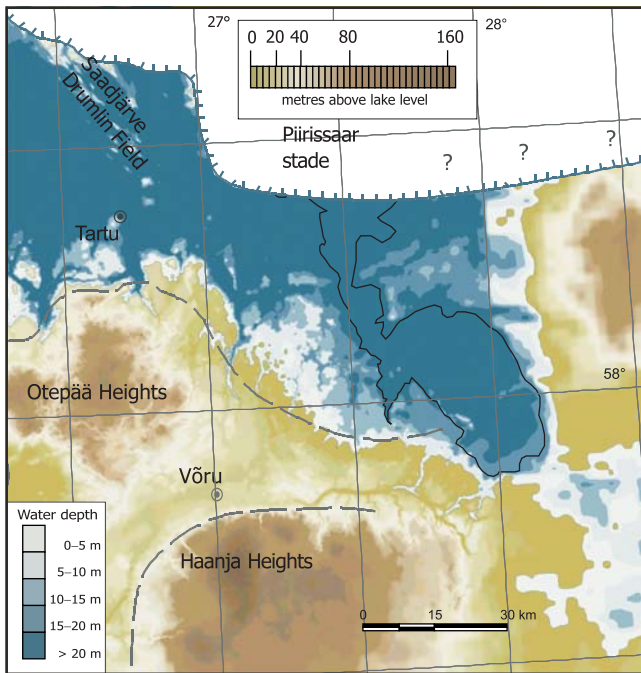 27°
28°
0 20 40 80 160
metres above lake level
Saadjärve
Drumlin Field
Piirissaar
stade
? ? ?
Tartu
58°
Otepää Heights
Võru
Haanja Heights
Water depth
0–5 m
5–10 m
10–15 m
15–20 m
> 20 m
0 15 30 km